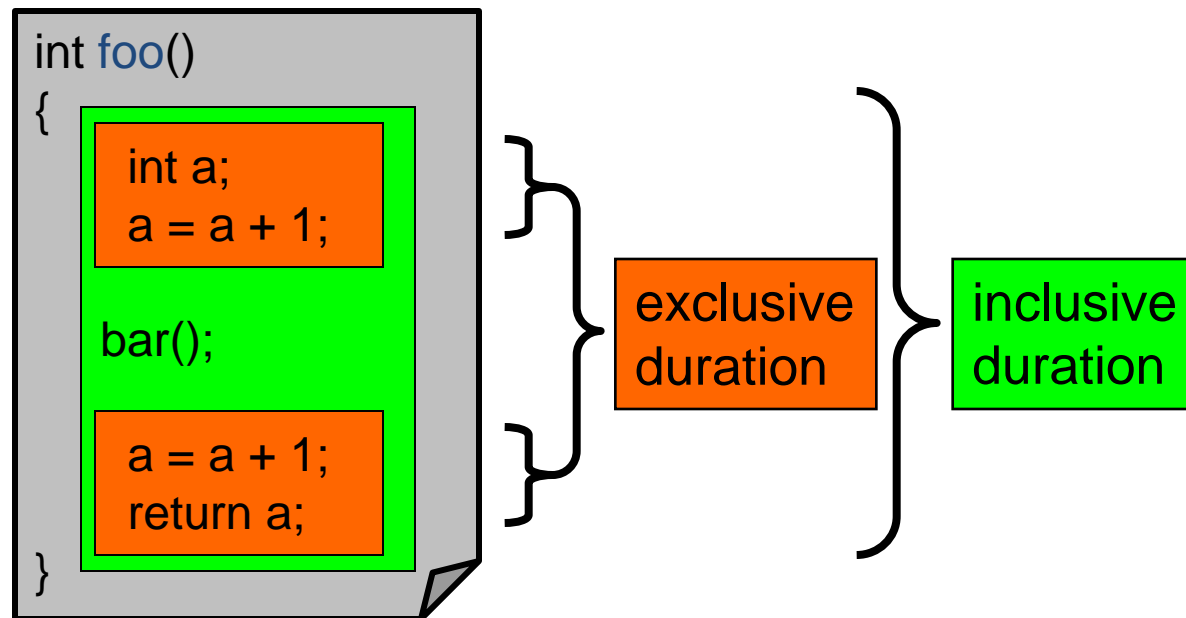 int foo()
{
int a;
a = a + 1;
bar();
a = a + 1;
return a;
}
exclusive
duration
inclusive
duration